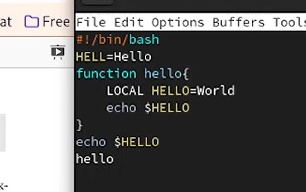 at Free
File Edit Options Buffers Tools
#!/bin/bash
HELL=Hello
function hello{
LOCAL HELLO=World
echo $HELLO
}
echo $HELLO
hello
k-